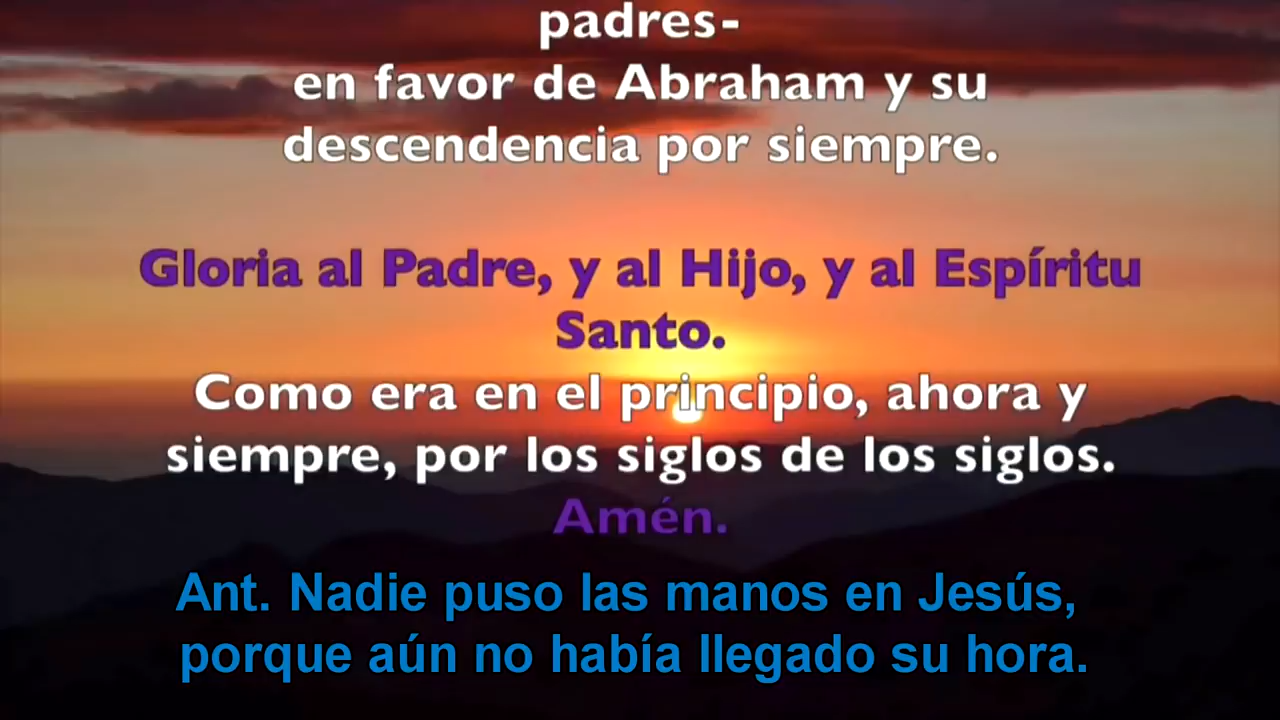 padres-
en favor de Abraham y su
descendencia por siempre.
Gloria al Padre, y al Hijo, y al Espíritu
Santo.
Como era en el principio, ahora y
siempre, por los siglos de los siglos.
Amén.
Ant. Nadie puso las manos en Jesús,
porque aún no había llegado su hora.